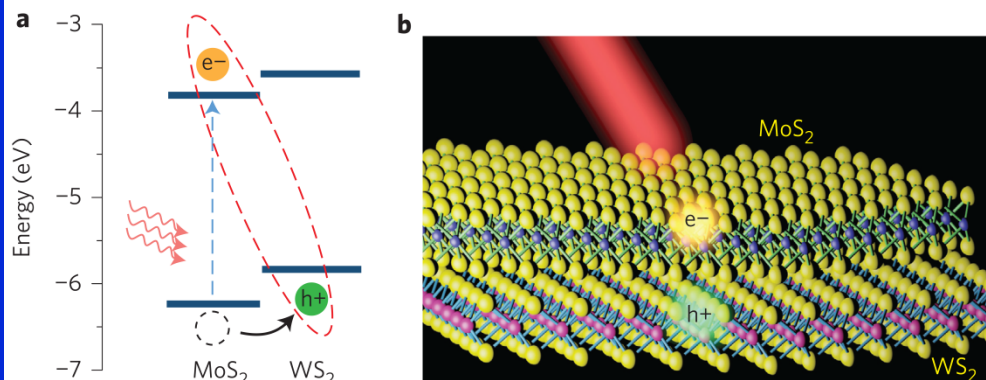 a
Energy (eV)
−3
−4
−5
−6
−7
e−
h+
MoS₂
WS₂
b
MoS₂
e−
h+
WS₂